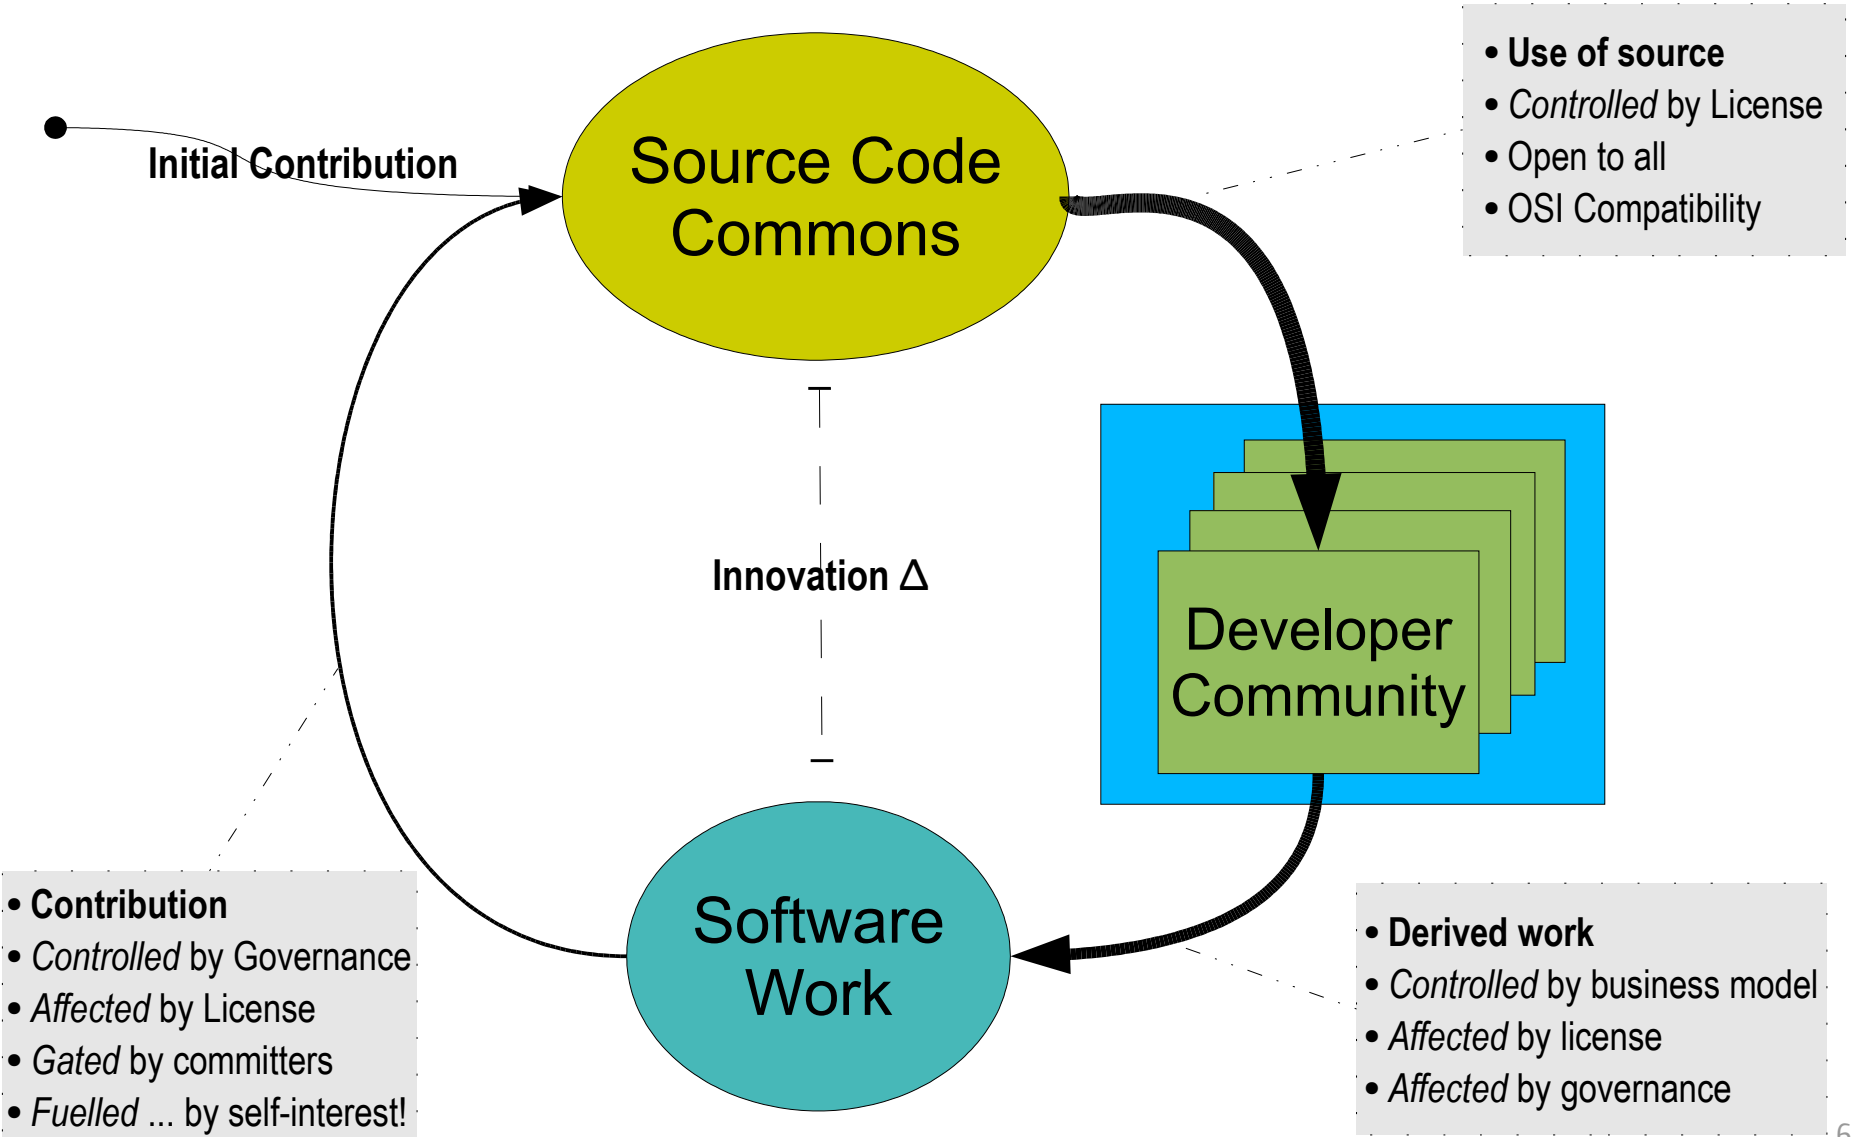 • Use of source
• Controlled by License
• Open to all
• OSI Compatibility
Initial Contribution
Source Code
Commons
Innovation Δ
Developer
Community
Software
Work
• Contribution
• Controlled by Governance
• Affected by License
• Gated by committers
• Fuelled ... by self-interest!
• Derived work
• Controlled by business model
• Affected by license
• Affected by governance
6